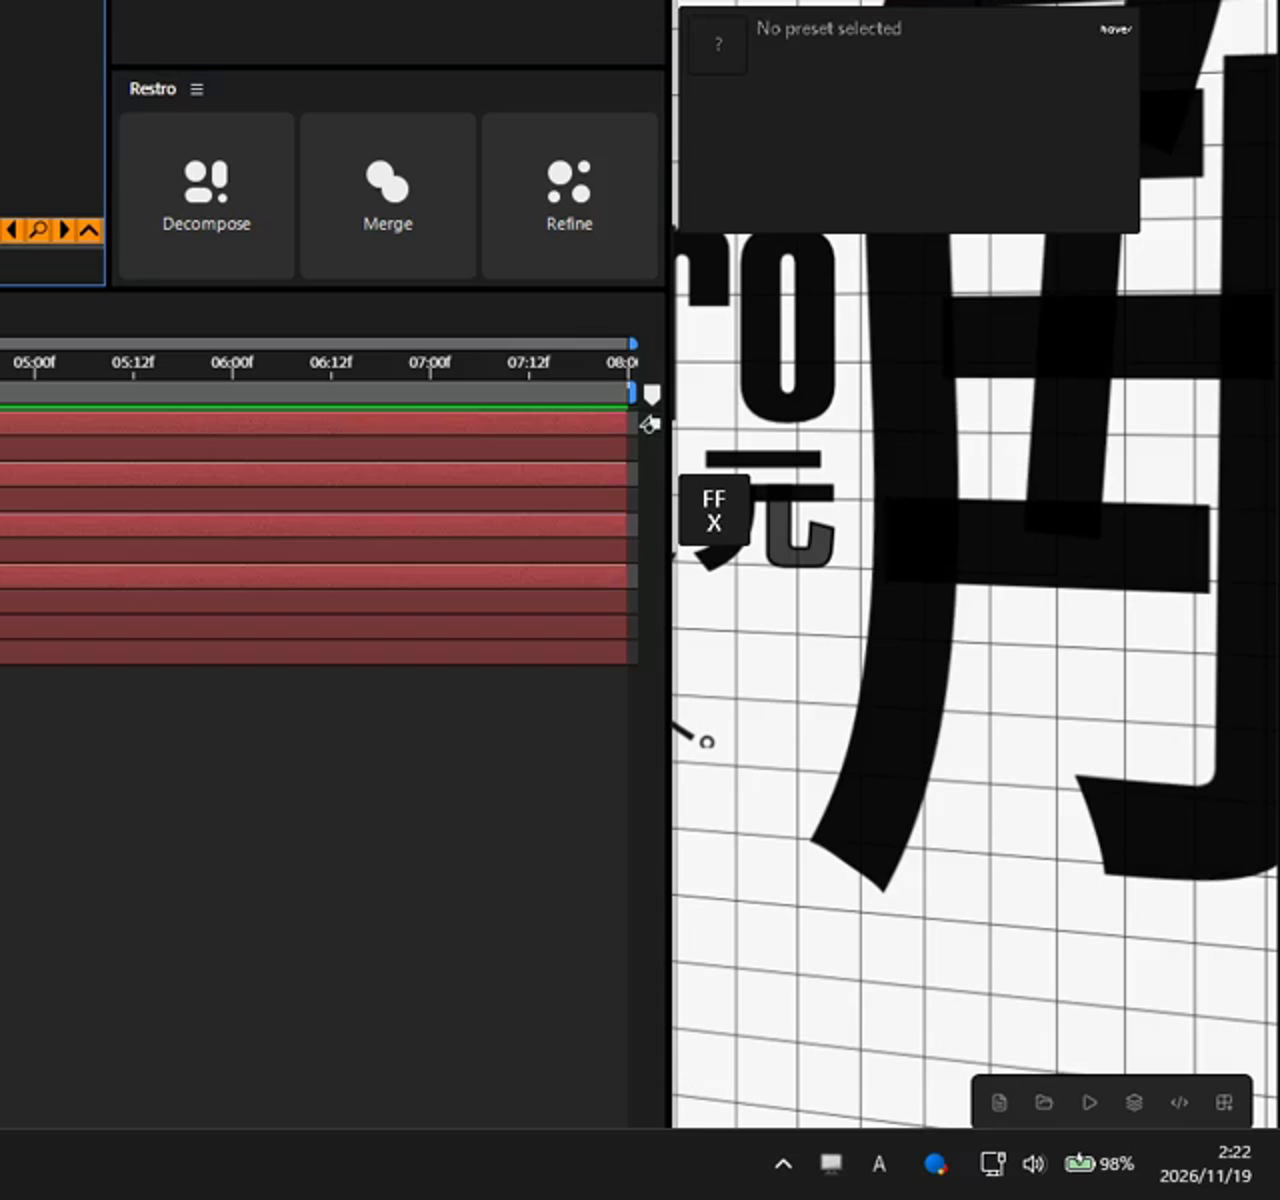 No preset selected
hover
?
Restro
Decompose
Merge
Refine
05:00f
05:12f
06:00f
06:12f
07:00f
07:12f
FF
X
A
98%
2:22
2026/11/19